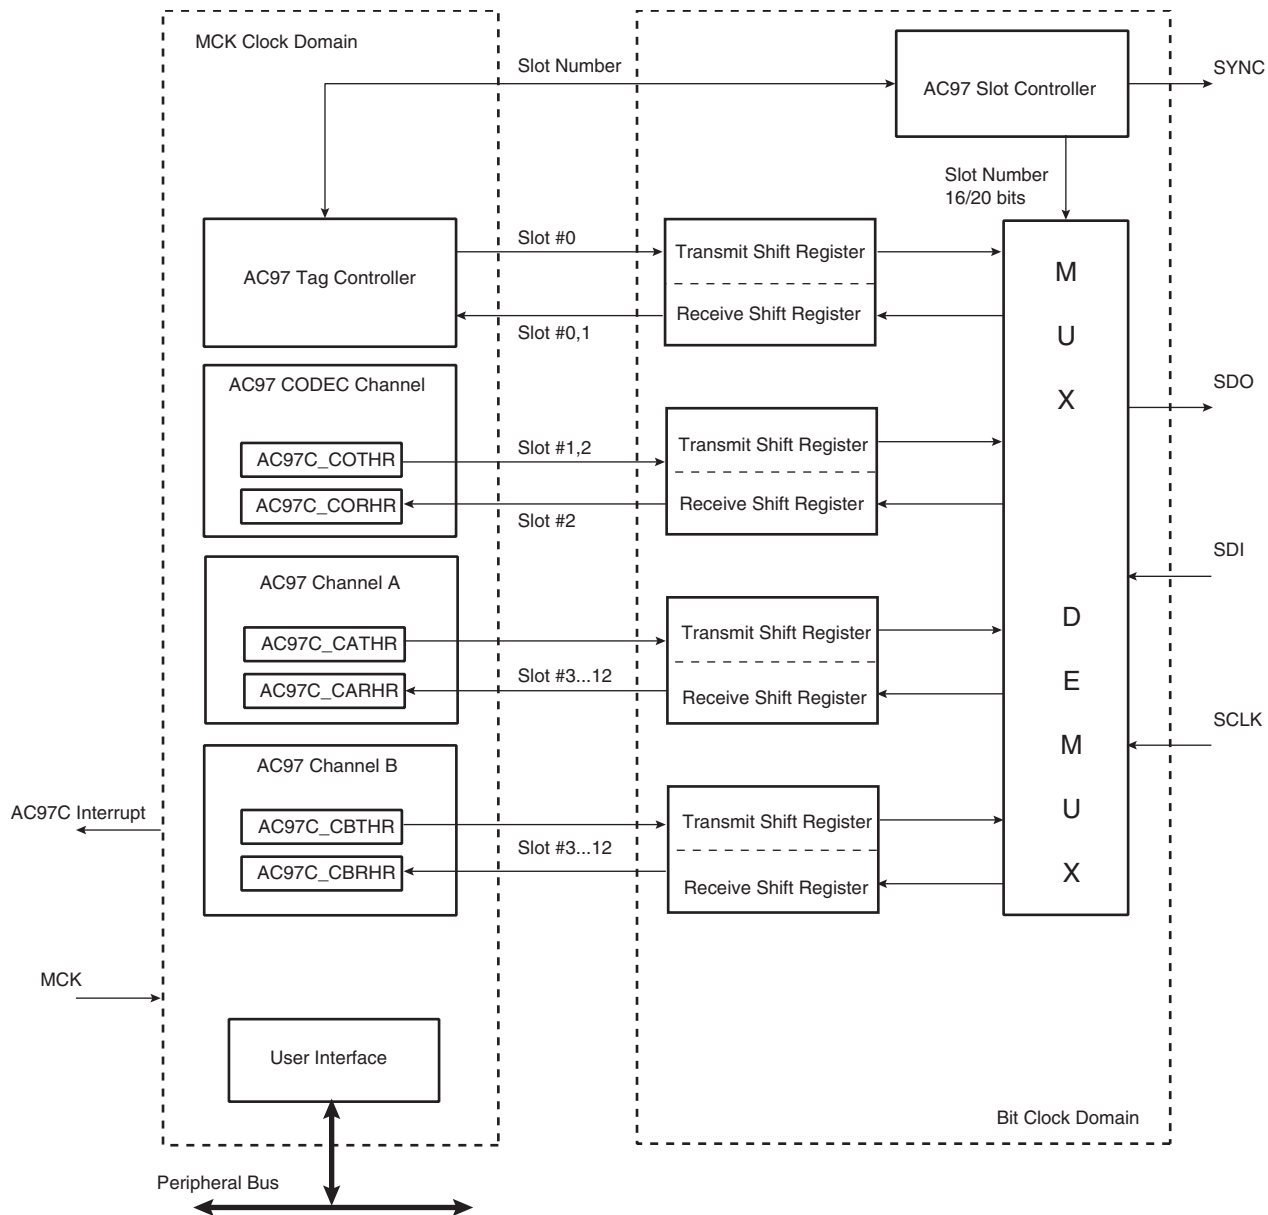 MCK Clock Domain
Slot Number
AC97 Slot Controller
SYNC
Slot Number
16/20 bits
AC97 Tag Controller
Slot #0
Slot #0,1
Transmit Shift Register
Receive Shift Register
M
U
X
D
E
M
U
X
AC97 CODEC Channel
AC97C_COTHR
AC97C_CORHR
Slot #1,2
Slot #2
Transmit Shift Register
Receive Shift Register
SDO
SDI
AC97 Channel A
AC97C_CATHR
AC97C_CARHR
Slot #3...12
Transmit Shift Register
Receive Shift Register
SCLK
AC97 Channel B
AC97C_CBTHR
AC97C_CBRHR
Slot #3...12
Transmit Shift Register
Receive Shift Register
AC97C Interrupt
MCK
User Interface
Bit Clock Domain
Peripheral Bus